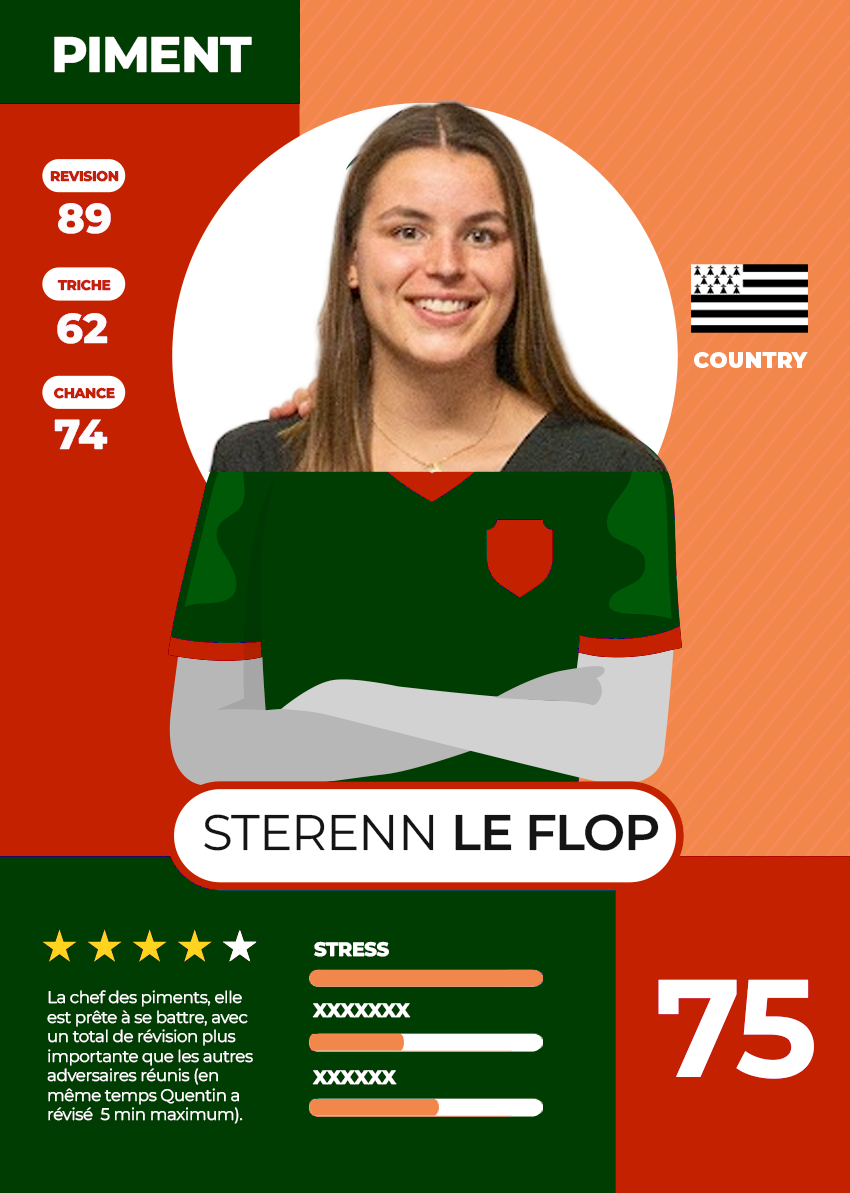 PIMENT
REVISION
89
TRICHE
62
CHANCE
74
COUNTRY
STERENN LE FLOP
La chef des piments, elle
est prête à se battre, avec
un total de révision plus
importante que les autres
adversaires réunis (en
même temps Quentin a
révisé  5 min maximum).
STRESS
XXXXXXX
XXXXXX
75